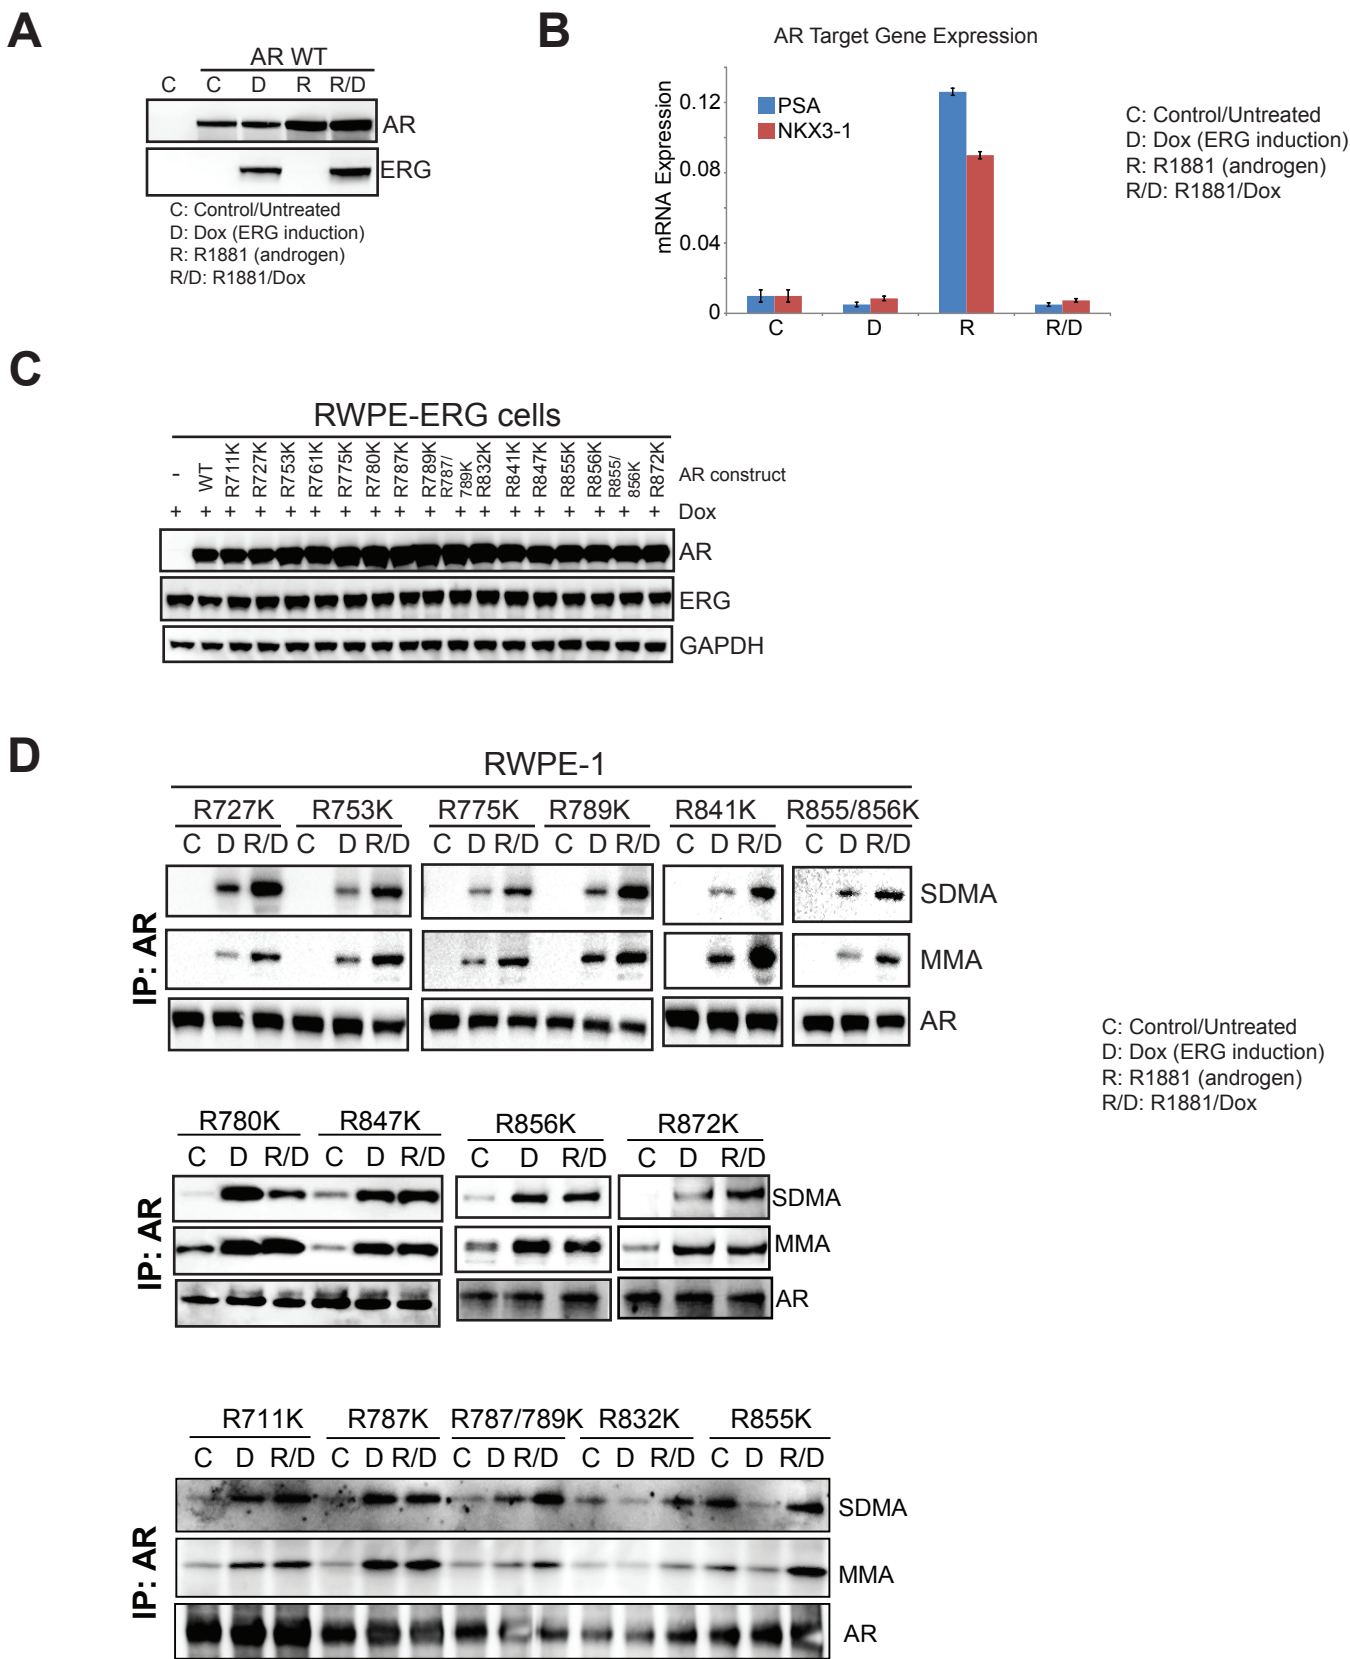 A
AR WT
C C D R R/D
AR
ERG
C: Control/Untreated
D: Dox (ERG induction)
R: R1881 (androgen)
R/D: R1881/Dox
B
AR Target Gene Expression
mRNA Expression
0.12
0.08
0.04
0
PSA
NKX3-1
C D R R/D
C: Control/Untreated
D: Dox (ERG induction)
R: R1881 (androgen)
R/D: R1881/Dox
C
RWPE-ERG cells
- WT R711K R727K R753K R761K R775K R780K R787K R789K R787/789K R832K R841K R847K R855K R856K R855/856K R872K AR construct
+ + + + + + + + + + + + + + + + + + Dox
AR
ERG
GAPDH
D
RWPE-1
R727K R753K R775K R789K R841K R855/856K
C D R/D C D R/D C D R/D C D R/D C D R/D C D R/D
IP: AR
SDMA
MMA
AR
C: Control/Untreated
D: Dox (ERG induction)
R: R1881 (androgen)
R/D: R1881/Dox
R780K R847K R856K R872K
C D R/D C D R/D C D R/D C D R/D
IP: AR
SDMA
MMA
AR
R711K R787K R787/789K R832K R855K
C D R/D C D R/D C D R/D C D R/D C D R/D
IP: AR
SDMA
MMA
AR